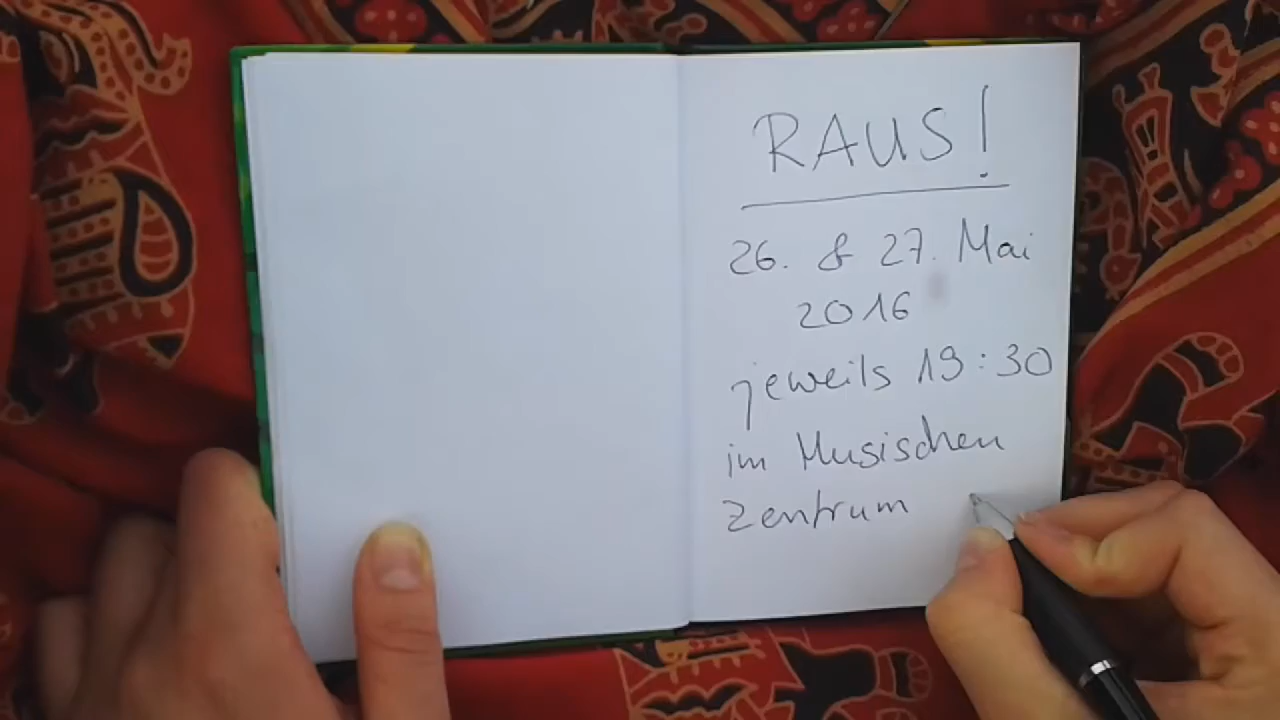 RAUS!
26. & 27. Mai
2016
jeweils 19:30
im Musischen
Zentrum